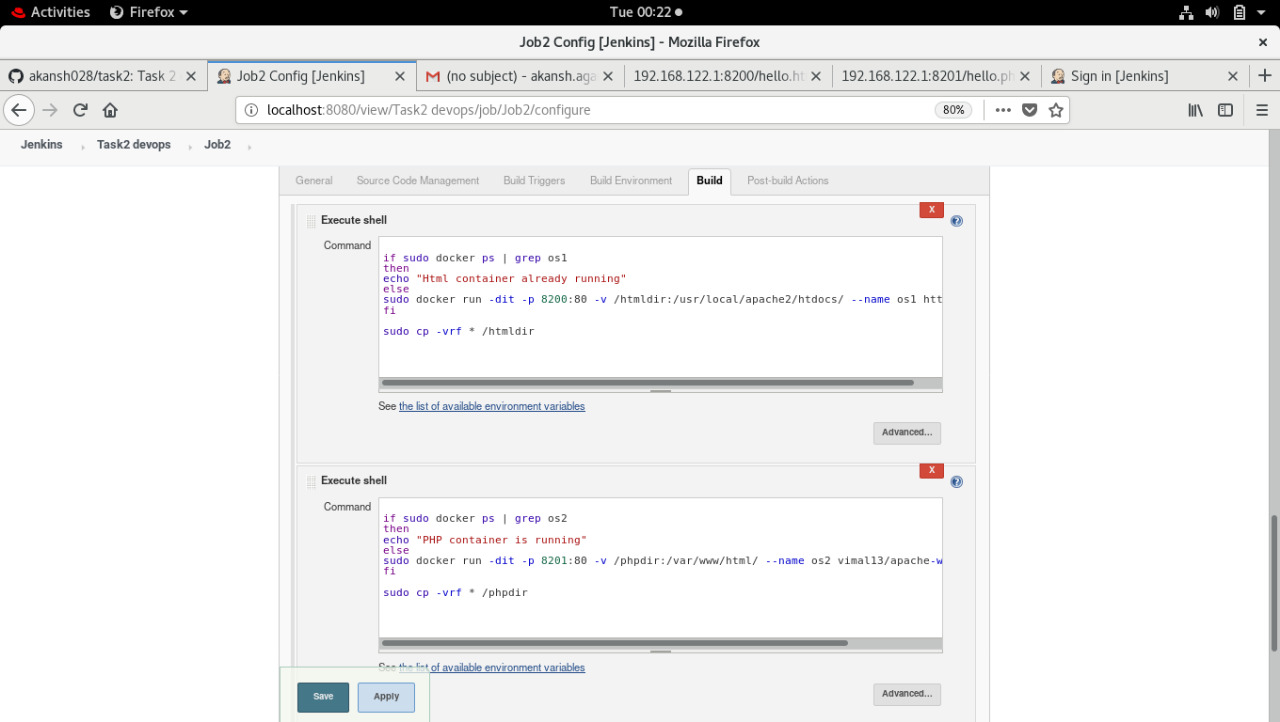 Activities Firefox Tue 00:22
Job2 Config [Jenkins] - Mozilla Firefox
akansh028/task2: Task 2 Job2 Config [Jenkins] (no subject) - akansh.aga 192.168.122.1:8200/hello.ht 192.168.122.1:8201/hello.ph Sign in [Jenkins]
localhost:8080/view/Task2 devops/job/Job2/configure 80%
Jenkins Task2 devops Job2
General Source Code Management Build Triggers Build Environment Build Post-build Actions
X
Execute shell
Command
if sudo docker ps | grep os1
then
echo "Html container already running"
else
sudo docker run -dit -p 8200:80 -v /htmldir:/usr/local/apache2/htdocs/ --name os1 htt
fi
sudo cp -vrf * /htmldir
See the list of available environment variables
Advanced...
X
Execute shell
Command
if sudo docker ps | grep os2
then
echo "PHP container is running"
else
sudo docker run -dit -p 8201:80 -v /phpdir:/var/www/html/ --name os2 vimal13/apache-w
fi
sudo cp -vrf * /phpdir
See the list of available environment variables
Save Apply Advanced...